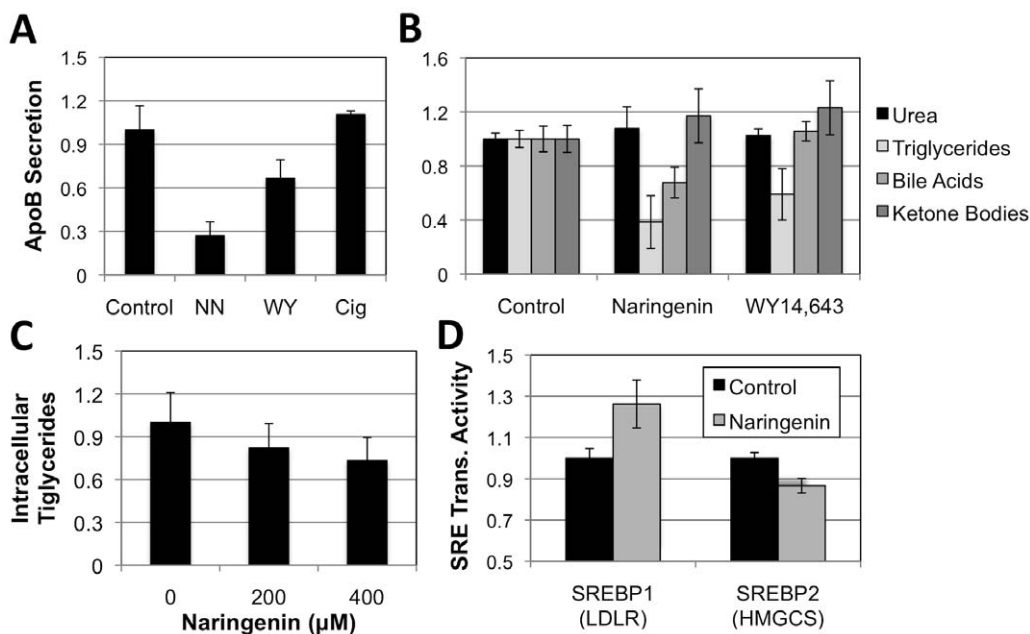 A
1.5
1.2
0.9
0.6
0.3
0
ApoB Secretion
Control NN WY Cig
B
1.6
1.2
0.8
0.4
0
Control Naringenin WY14,643
Urea
Triglycerides
Bile Acids
Ketone Bodies
C
1.5
1.2
0.9
0.6
0.3
0
Intracellular
Tiglycerides
0 200 400
Naringenin (µM)
D
1.5
1.3
1.1
0.9
0.7
0.5
SRE Trans. Activity
Control
Naringenin
SREBP1 SREBP2
(LDLR) (HMGCS)